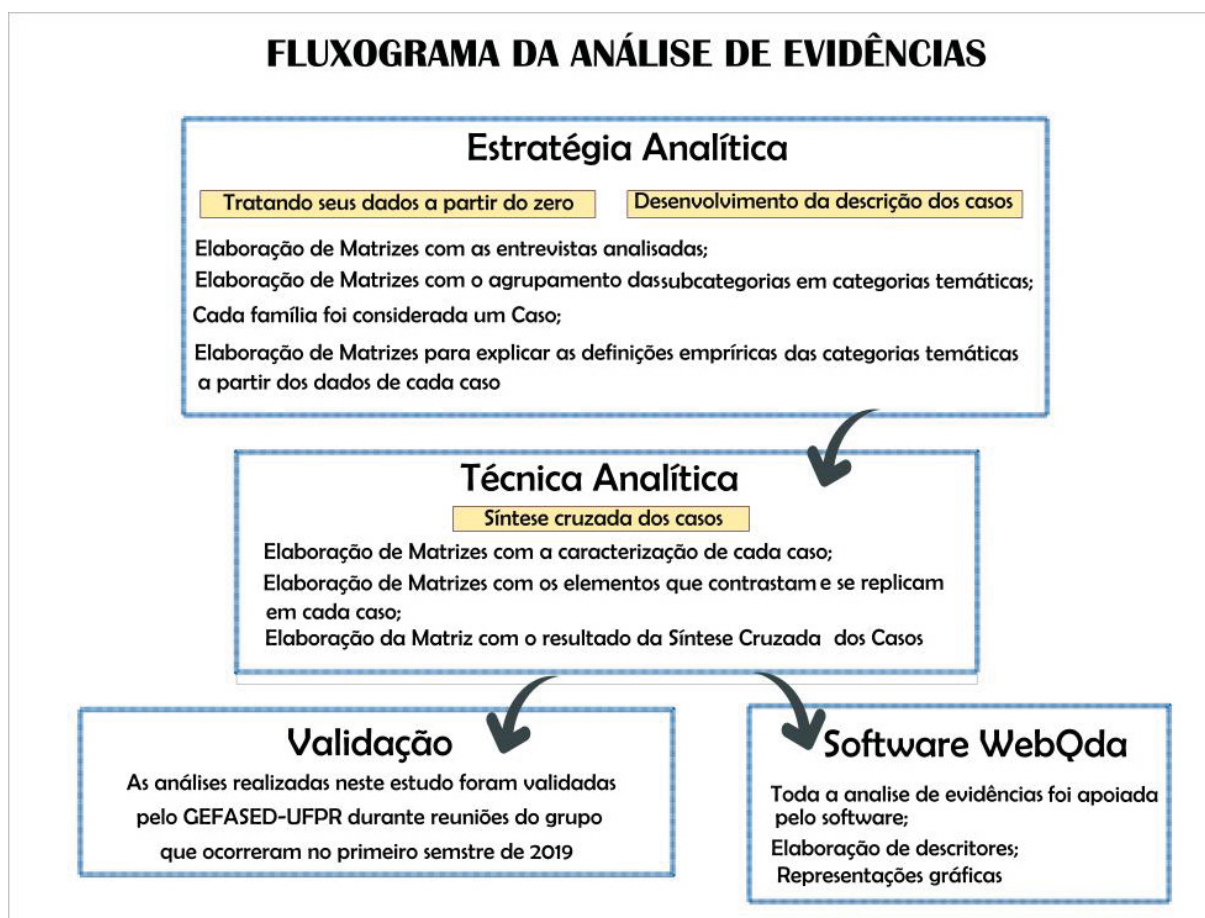 FLUXOGRAMA DA ANÁLISE DE EVIDÊNCIAS
Estratégia Analítica
Tratando seus dados a partir do zero
Desenvolvimento da descrição dos casos
Elaboração de Matrizes com as entrevistas analisadas;
Elaboração de Matrizes com o agrupamento das subcategorias em categorias temáticas;
Cada família foi considerada um Caso;
Elaboração de Matrizes para explicar as definições empríricas das categorias temáticas
a partir dos dados de cada caso
Técnica Analítica
Síntese cruzada dos casos
Elaboração de Matrizes com a caracterização de cada caso;
Elaboração de Matrizes com os elementos que contrastam e se replicam
em cada caso;
Elaboração da Matriz com o resultado da Síntese Cruzada dos Casos
Validação
As análises realizadas neste estudo foram validadas
pelo GEFASED-UFPR durante reuniões do grupo
que ocorreram no primeiro semstre de 2019
Software WebQda
Toda a analise de evidências foi apoiada
pelo software;
Elaboração de descritores;
Representações gráficas